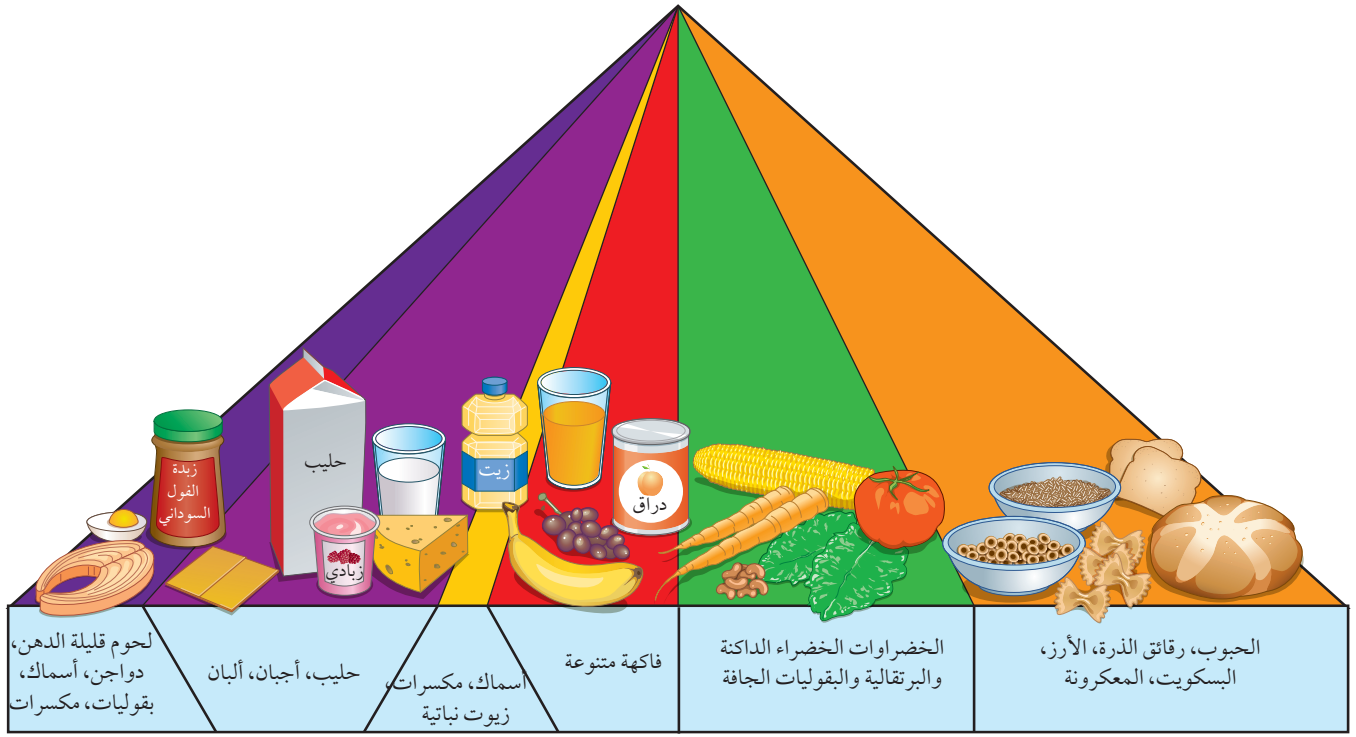 زبدة
الفول
السوداني
حليب
زبادي
زيت
دراق
الحبوب، رقائق الذرة، الأرز،
البسكويت، المعكرونة
الخضراوات الخضراء الداكنة
والبرتقالية والبقوليات الجافة
فاكهة متنوعة
أسماك، مكسرات،
زيوت نباتية
حليب، أجبان، ألبان
لحوم قليلة الدهن،
دواجن، أسماك،
بقوليات، مكسرات